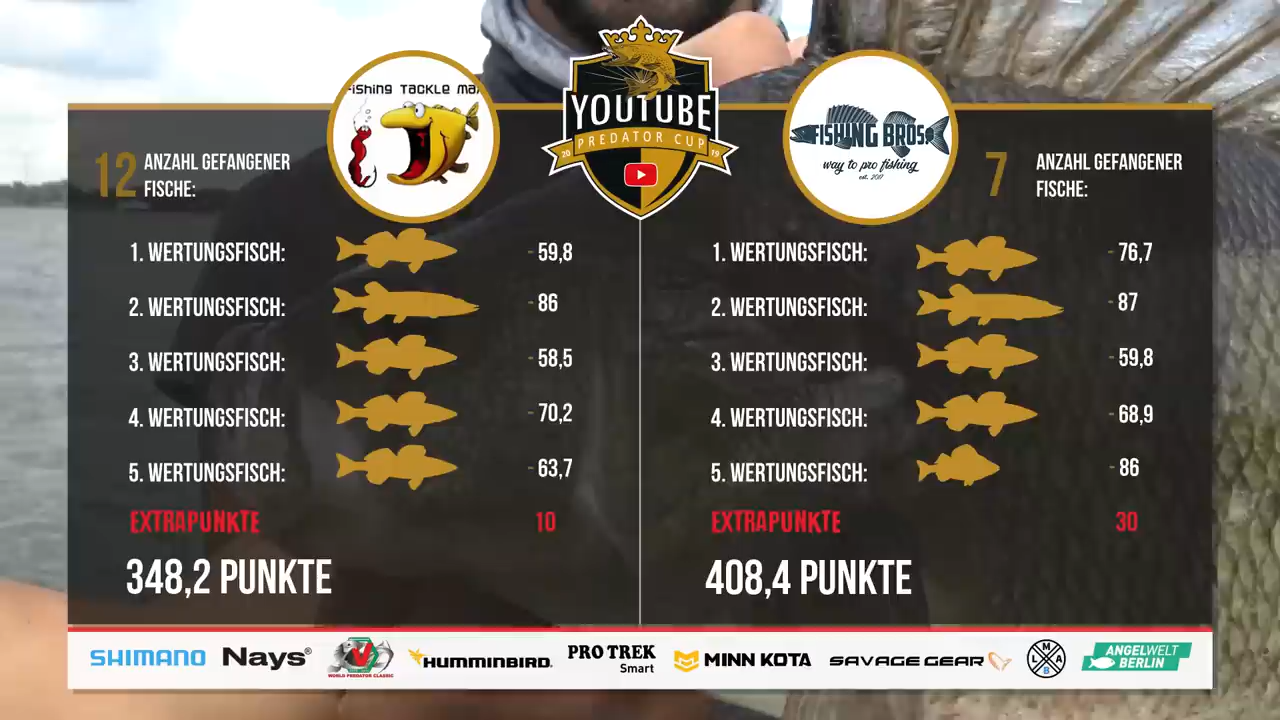 FISHING TACKLE MAX
YOUTUBE
PREDATOR CUP
20 19
FISHING BROS.
way to pro fishing
est. 2017
12 ANZAHL GEFANGENER
FISCHE:
1. WERTUNGSFISCH: - 59,8
2. WERTUNGSFISCH: - 86
3. WERTUNGSFISCH: - 58,5
4. WERTUNGSFISCH: - 70,2
5. WERTUNGSFISCH: - 63,7
EXTRAPUNKTE 10
348,2 PUNKTE
7 ANZAHL GEFANGENER
FISCHE:
1. WERTUNGSFISCH: - 76,7
2. WERTUNGSFISCH: - 87
3. WERTUNGSFISCH: - 59,8
4. WERTUNGSFISCH: - 68,9
5. WERTUNGSFISCH: - 86
EXTRAPUNKTE 30
408,4 PUNKTE
SHIMANO
Nays®
WORLD PREDATOR CLASSIC
HUMMINBIRD.
PRO TREK
Smart
MINN KOTA
SAVAGE GEAR
L M A B
ANGELWELT
BERLIN